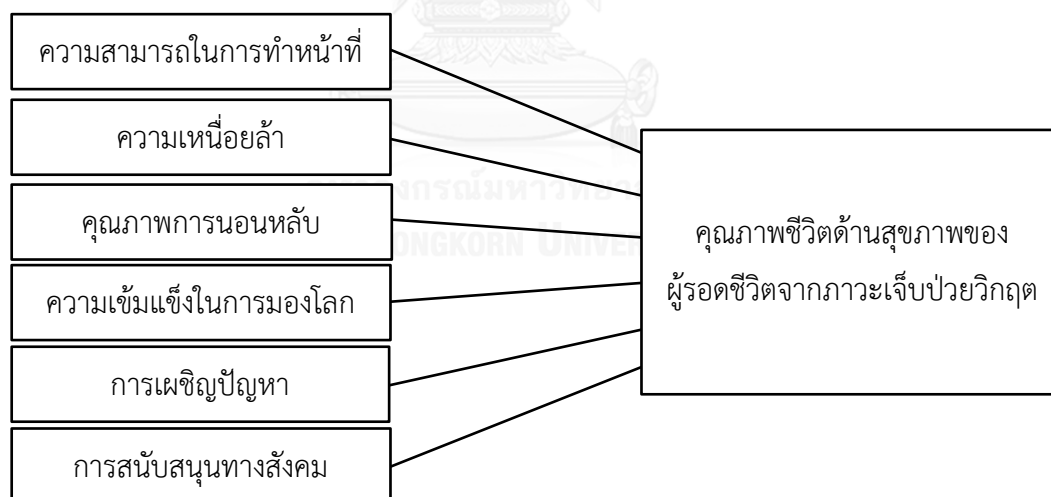 ความสามารถในการทำหน้าที่
ความเหนื่อยล้า
คุณภาพการนอนหลับ
ความเข้มแข็งในการมองโลก
การเผชิญปัญหา
การสนับสนุนทางสังคม
คุณภาพชีวิตด้านสุขภาพของ
ผู้รอดชีวิตจากภาวะเจ็บป่วยวิกฤต